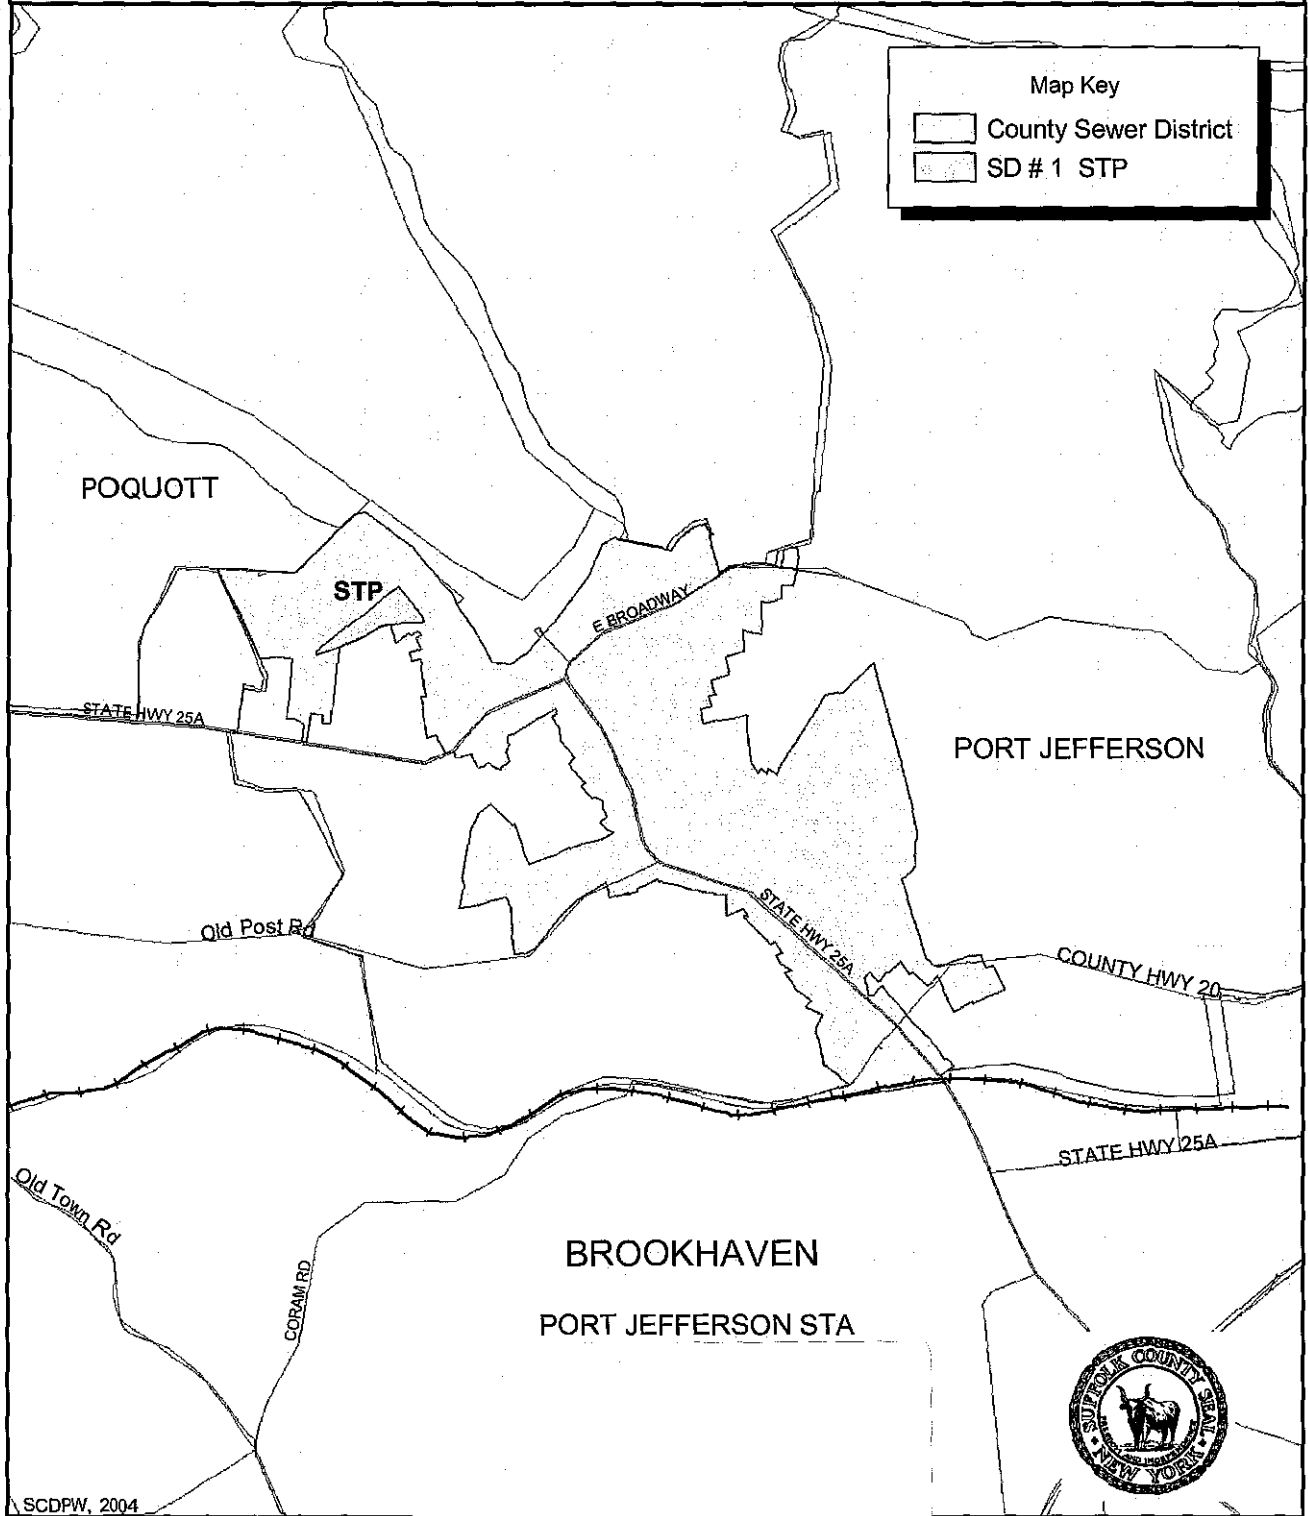 Map Key
County Sewer District
SD # 1 STP
POQUOTT
STP
E BROADWAY
STATE HWY 25A
PORT JEFFERSON
STATE HWY 25A
Old Post Rd
COUNTY HWY 20
STATE HWY 25A
Old Town Rd
CORAM RD
BROOKHAVEN
PORT JEFFERSON STA
SUFFOLK COUNTY SEAL
NEW YORK
SCDPW, 2004